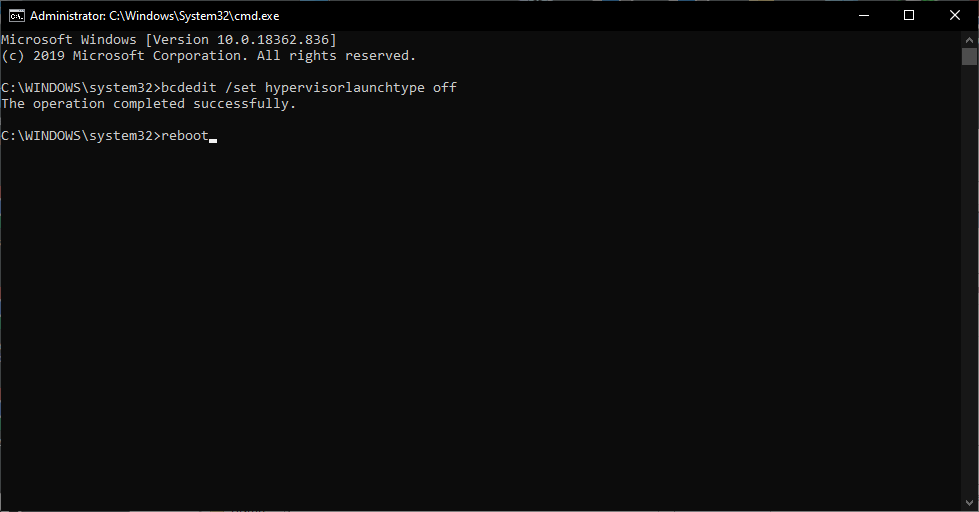 Administrator: C:\Windows\System32\cmd.exe
Microsoft Windows [Version 10.0.18362.836]
(c) 2019 Microsoft Corporation. All rights reserved.
C:\WINDOWS\system32>bcdedit /set hypervisorlaunchtype off
The operation completed successfully.
C:\WINDOWS\system32>reboot